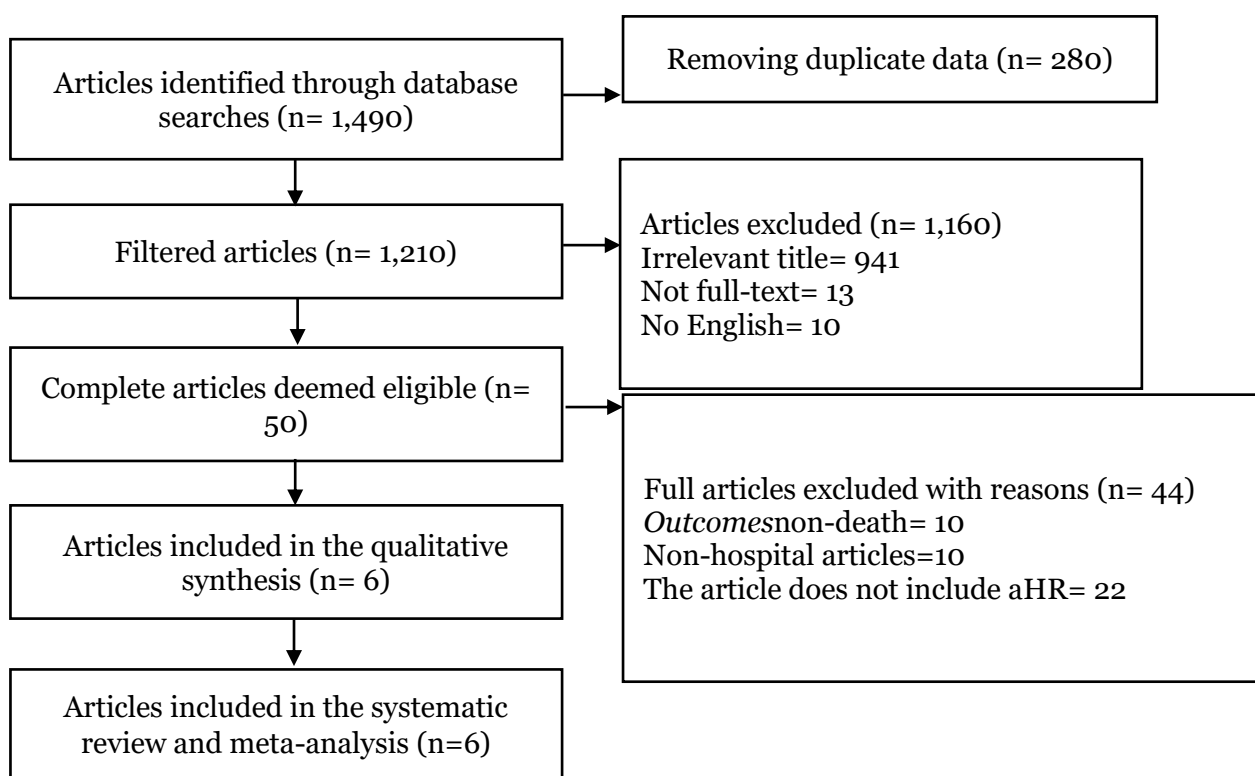 Articles identified through database
searches (n= 1,490)
Removing duplicate data (n= 280)
Filtered articles (n= 1,210)
Articles excluded (n= 1,160)
Irrelevant title= 941
Not full-text= 13
No English= 10
Complete articles deemed eligible (n=
50)
Full articles excluded with reasons (n= 44)
Outcomesnon-death= 10
Non-hospital articles=10
The article does not include aHR= 22
Articles included in the qualitative
synthesis (n= 6)
Articles included in the systematic
review and meta-analysis (n=6)